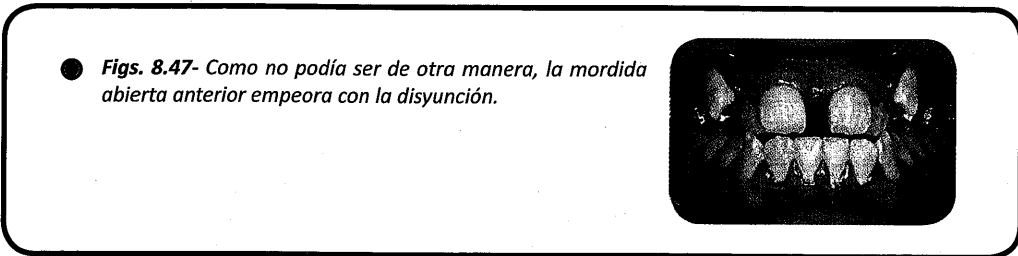 Figs. 8.47- Como no podía ser de otra manera, la mordida
abierta anterior empeora con la disyunción.